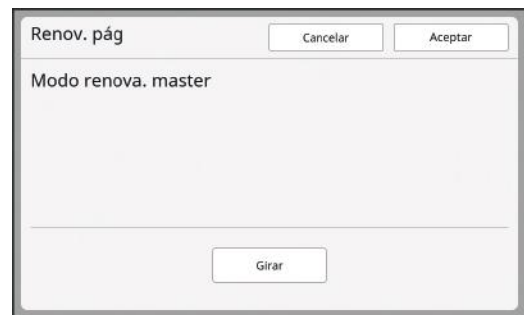 Renov. pág
Cancelar
Aceptar
Modo renova. master
Girar